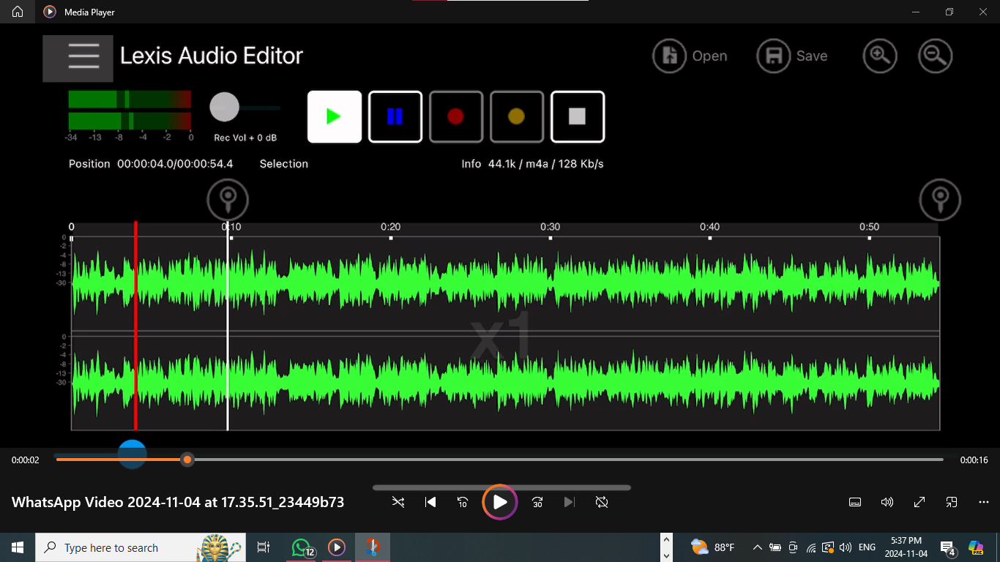 Media Player
Lexis Audio Editor
Open
Save
-34 -13 -8 -4 -2 0
Rec Vol + 0 dB
Position 00:00:04.0/00:00:54.4
Selection
Info 44.1k / m4a / 128 Kb/s
0 0:10 0:20 0:30 0:40 0:50
0
-2
-4
-8
-13
-30
x1
0
-2
-4
-8
-13
-30
0:00:02
0:00:16
WhatsApp Video 2024-11-04 at 17.35.51_23449b73
10
30
Type here to search
12
88°F
ENG
5:37 PM
2024-11-04
4
PRE